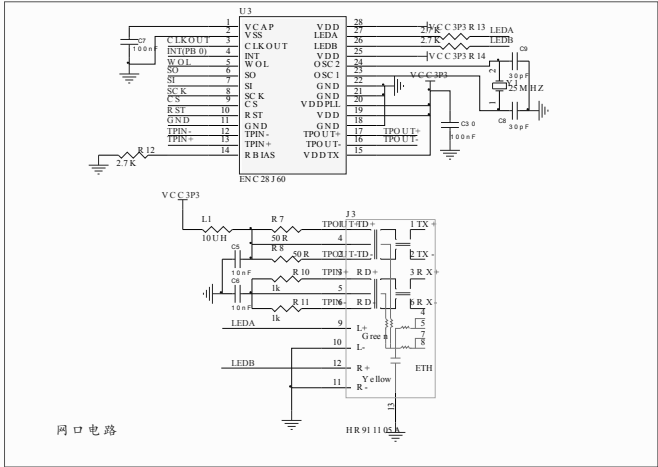 U3
C7
100nF
1 VCAP VDD 28
2 VSS LEDA 27 2.7K R13 LEDA
VCC3P3
CLKOUT 3 CLKOUT LEDB 26 2.7K LEDB
INT(PB0) 4 INT VDD 25 VCC3P3 R14
WOL 5 WOL OSC2 24
SO 6 SO OSC1 23
SI 7 SI GND 22
SCK 8 SCK GND 21
CS 9 CS VDDPLL 20
RST 10 RST VDD 19
GND 11 GND GND 18
TPIN- 12 TPIN- TPOUT+ 17 TPOUT+
TPIN+ 13 TPIN+ TPOUT- 16 TPOUT-
R12 14 RBIAS VDDTX 15
2.7K
ENC28J60
VCC3P3
C30
100nF
C9
30pF
2 Y1
25MHZ
1
C8
30pF
VCC3P3
J3
L1
10UH
R7
50R
TPOUT+ 1 TD+ 1 TX+
4
C5
10nF
R8
50R
TPOUT- 2 TD- 2 TX-
C6
10nF
R10
1k
TPIN+ 3 RD+ 3 RX+
5
R11
1k
TPIN- 6 RD- 6 RX-
4
5
7
8
LEDA 9 L+
Green
10 L-
LEDB 12 R+ ETH
Yellow
11 R-
13
HR911105A
网口电路